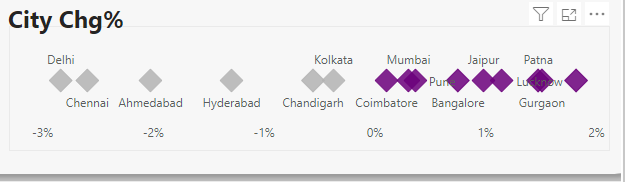 City Chg%
Delhi Kolkata Mumbai Jaipur Patna
Pune Lucknow
Chennai Ahmedabad Hyderabad Chandigarh Coimbatore Bangalore Gurgaon
-3% -2% -1% 0% 1% 2%